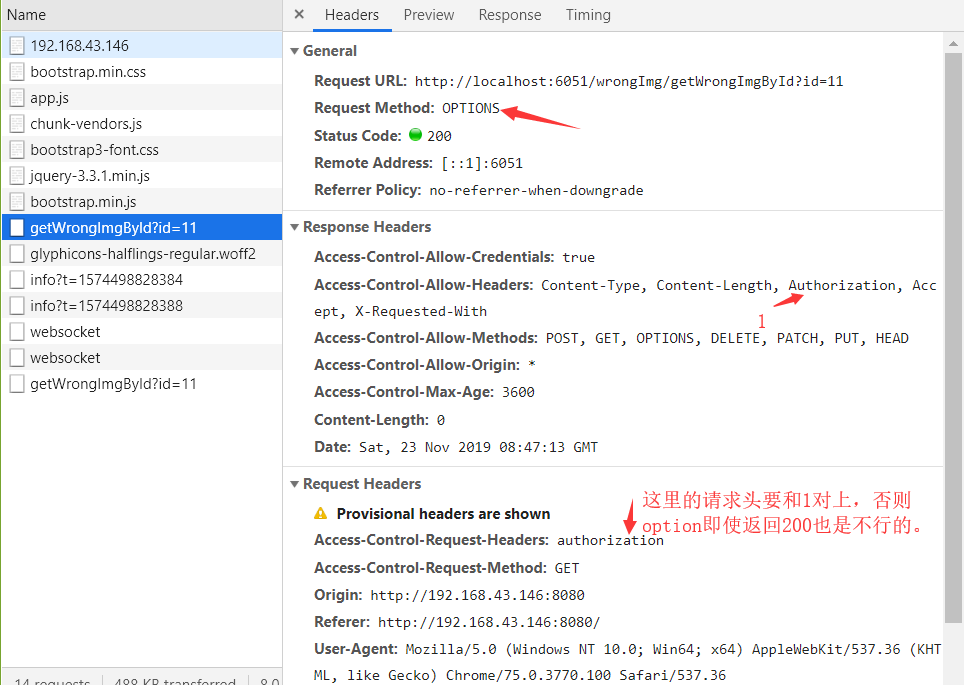 Name
192.168.43.146
bootstrap.min.css
app.js
chunk-vendors.js
bootstrap3-font.css
jquery-3.3.1.min.js
bootstrap.min.js
getWrongImgById?id=11
glyphicons-halflings-regular.woff2
info?t=1574498828384
info?t=1574498828388
websocket
websocket
getWrongImgById?id=11
14 requests
488 KB transferred
8.0
× Headers Preview Response Timing
▼ General
Request URL: http://localhost:6051/wrongImg/getWrongImgById?id=11
Request Method: OPTIONS
Status Code: 200
Remote Address: [::1]:6051
Referrer Policy: no-referrer-when-downgrade
▼ Response Headers
Access-Control-Allow-Credentials: true
Access-Control-Allow-Headers: Content-Type, Content-Length, Authorization, Acc
ept, X-Requested-With
1
Access-Control-Allow-Methods: POST, GET, OPTIONS, DELETE, PATCH, PUT, HEAD
Access-Control-Allow-Origin: *
Access-Control-Max-Age: 3600
Content-Length: 0
Date: Sat, 23 Nov 2019 08:47:13 GMT
▼ Request Headers
这里的请求头要和1对上，否则
option即使返回200也是不行的。
Provisional headers are shown
Access-Control-Request-Headers: authorization
Access-Control-Request-Method: GET
Origin: http://192.168.43.146:8080
Referer: http://192.168.43.146:8080/
User-Agent: Mozilla/5.0 (Windows NT 10.0; Win64; x64) AppleWebKit/537.36 (KHT
ML, like Gecko) Chrome/75.0.3770.100 Safari/537.36